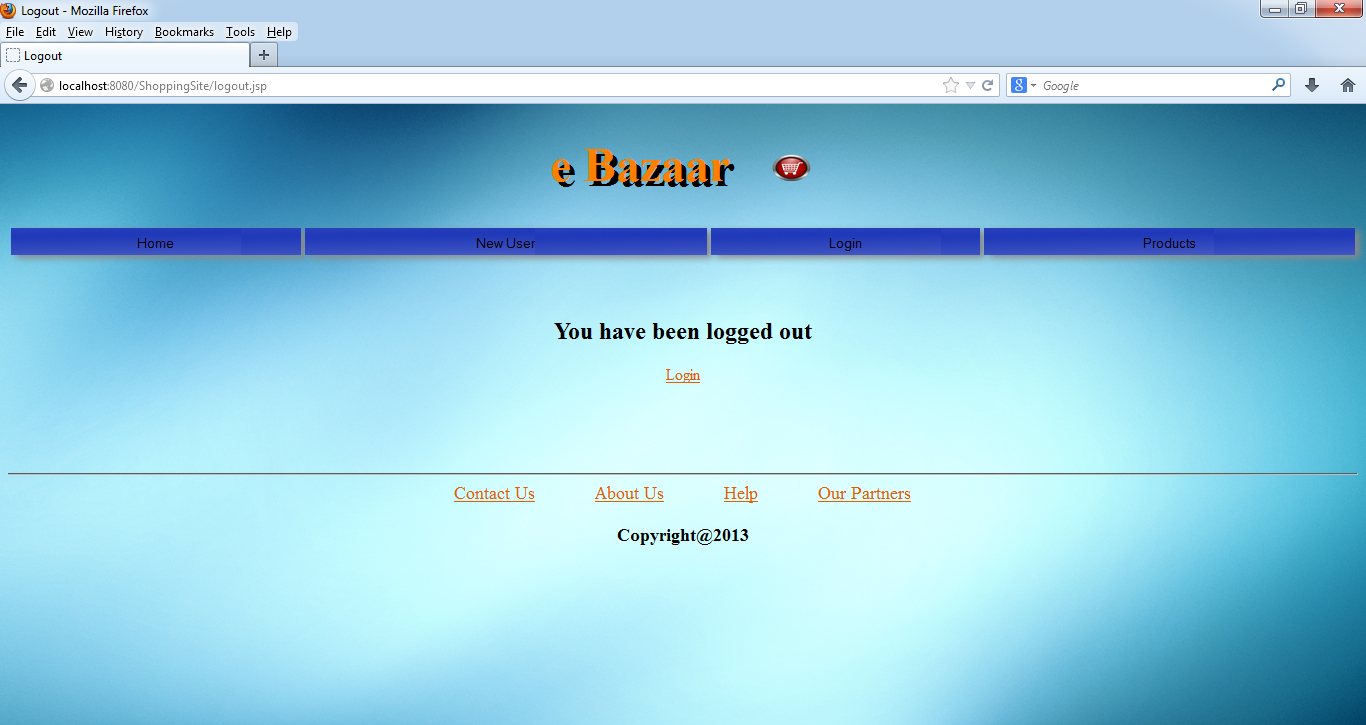 Logout - Mozilla Firefox
File Edit View History Bookmarks Tools Help
Logout
localhost:8080/ShoppingSite/logout.jsp Google
e Bazaar
Home New User Login Products
You have been logged out
Login
Contact Us About Us Help Our Partners
Copyright@2013